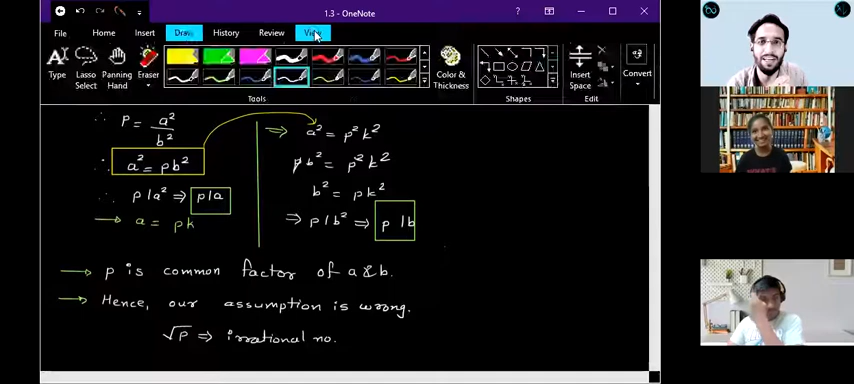 1.3 - OneNote
File Home Insert Draw History Review View
Type Lasso Select Panning Hand Eraser Color & Thickness Insert Space Convert
Tools Shapes Edit
∴ P = a²/b²
∴ a² = pb²
∴ p|a² ⇒ p|a
→ a = pk
⇒ a² = p²k²
pb² = p²k²
b² = pk²
⇒ p|b² ⇒ p|b
→ p is common factor of a & b.
→ Hence, our assumption is wrong.
√P ⇒ irrational no.